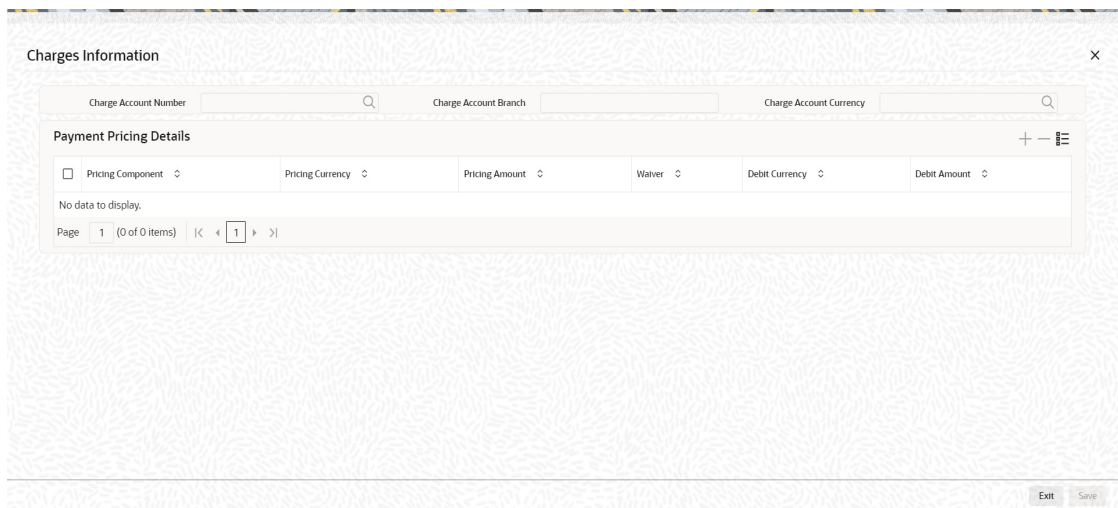 Charges Information
Charge Account Number Charge Account Branch Charge Account Currency
Payment Pricing Details
Pricing Component Pricing Currency Pricing Amount Waiver Debit Currency Debit Amount
No data to display.
Page 1 (0 of 0 items) 1
Exit Save